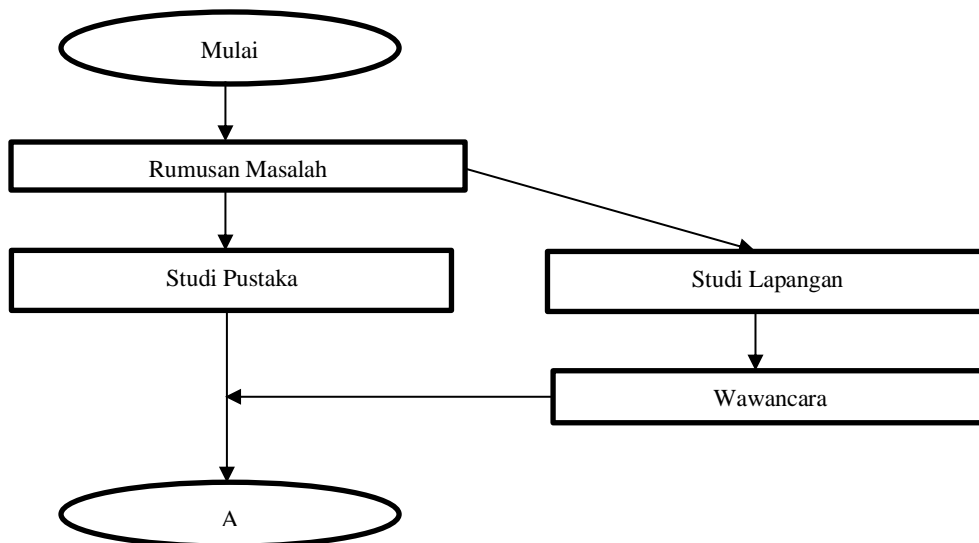 Mulai
Rumusan Masalah
Studi Pustaka
Studi Lapangan
Wawancara
A